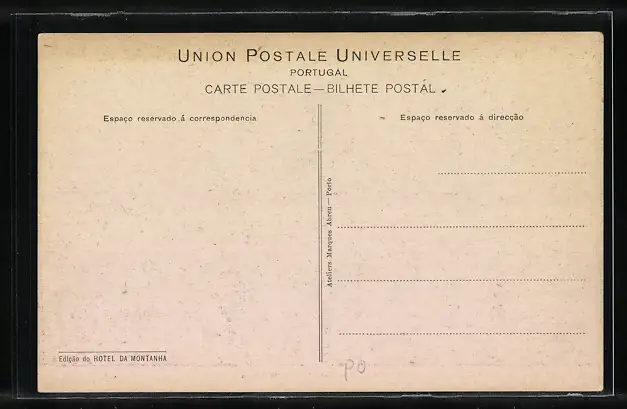 UNION POSTALE UNIVERSELLE
PORTUGAL
CARTE POSTALE—BILHETE POSTÁL
Espaço reservado á correspondencia
Espaço reservado á direcção
Ateliers Marques Abreu—Porto
Edição do HOTEL DA MONTANHA
PO